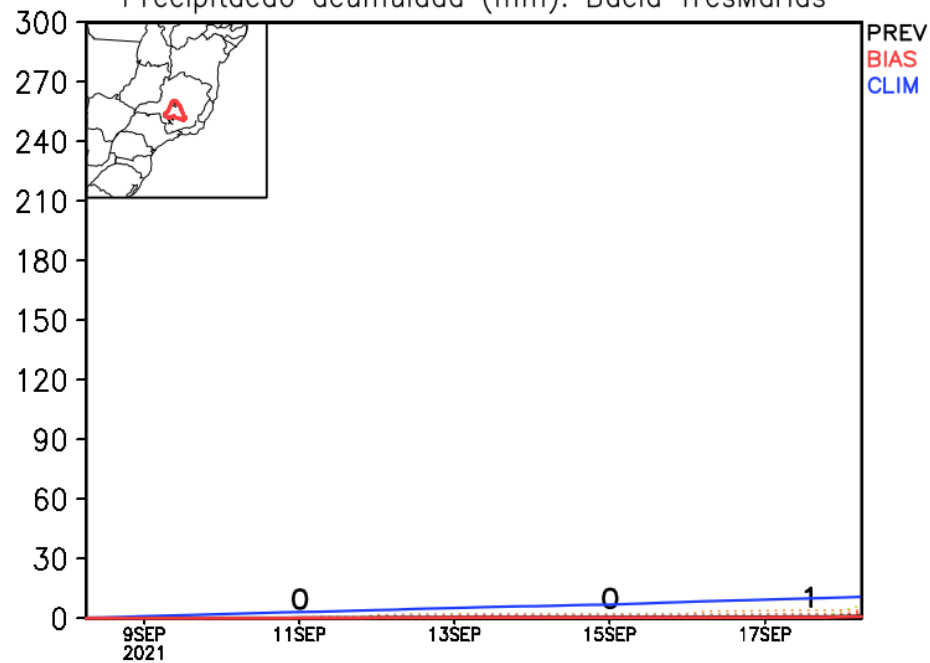 Precipitacao acumulada (mm): Bacia TresMarias
300
270
240
210
180
150
120
90
60
30
0
PREV
BIAS
CLIM
0 0 1
9SEP 11SEP 13SEP 15SEP 17SEP
2021